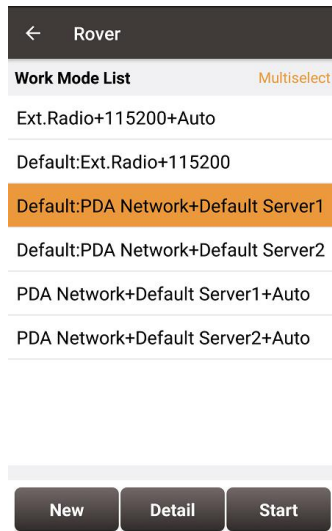 Rover
Work Mode List Multiselect
Ext.Radio+115200+Auto
Default:Ext.Radio+115200
Default:PDA Network+Default Server1
Default:PDA Network+Default Server2
PDA Network+Default Server1+Auto
PDA Network+Default Server2+Auto
New Detail Start